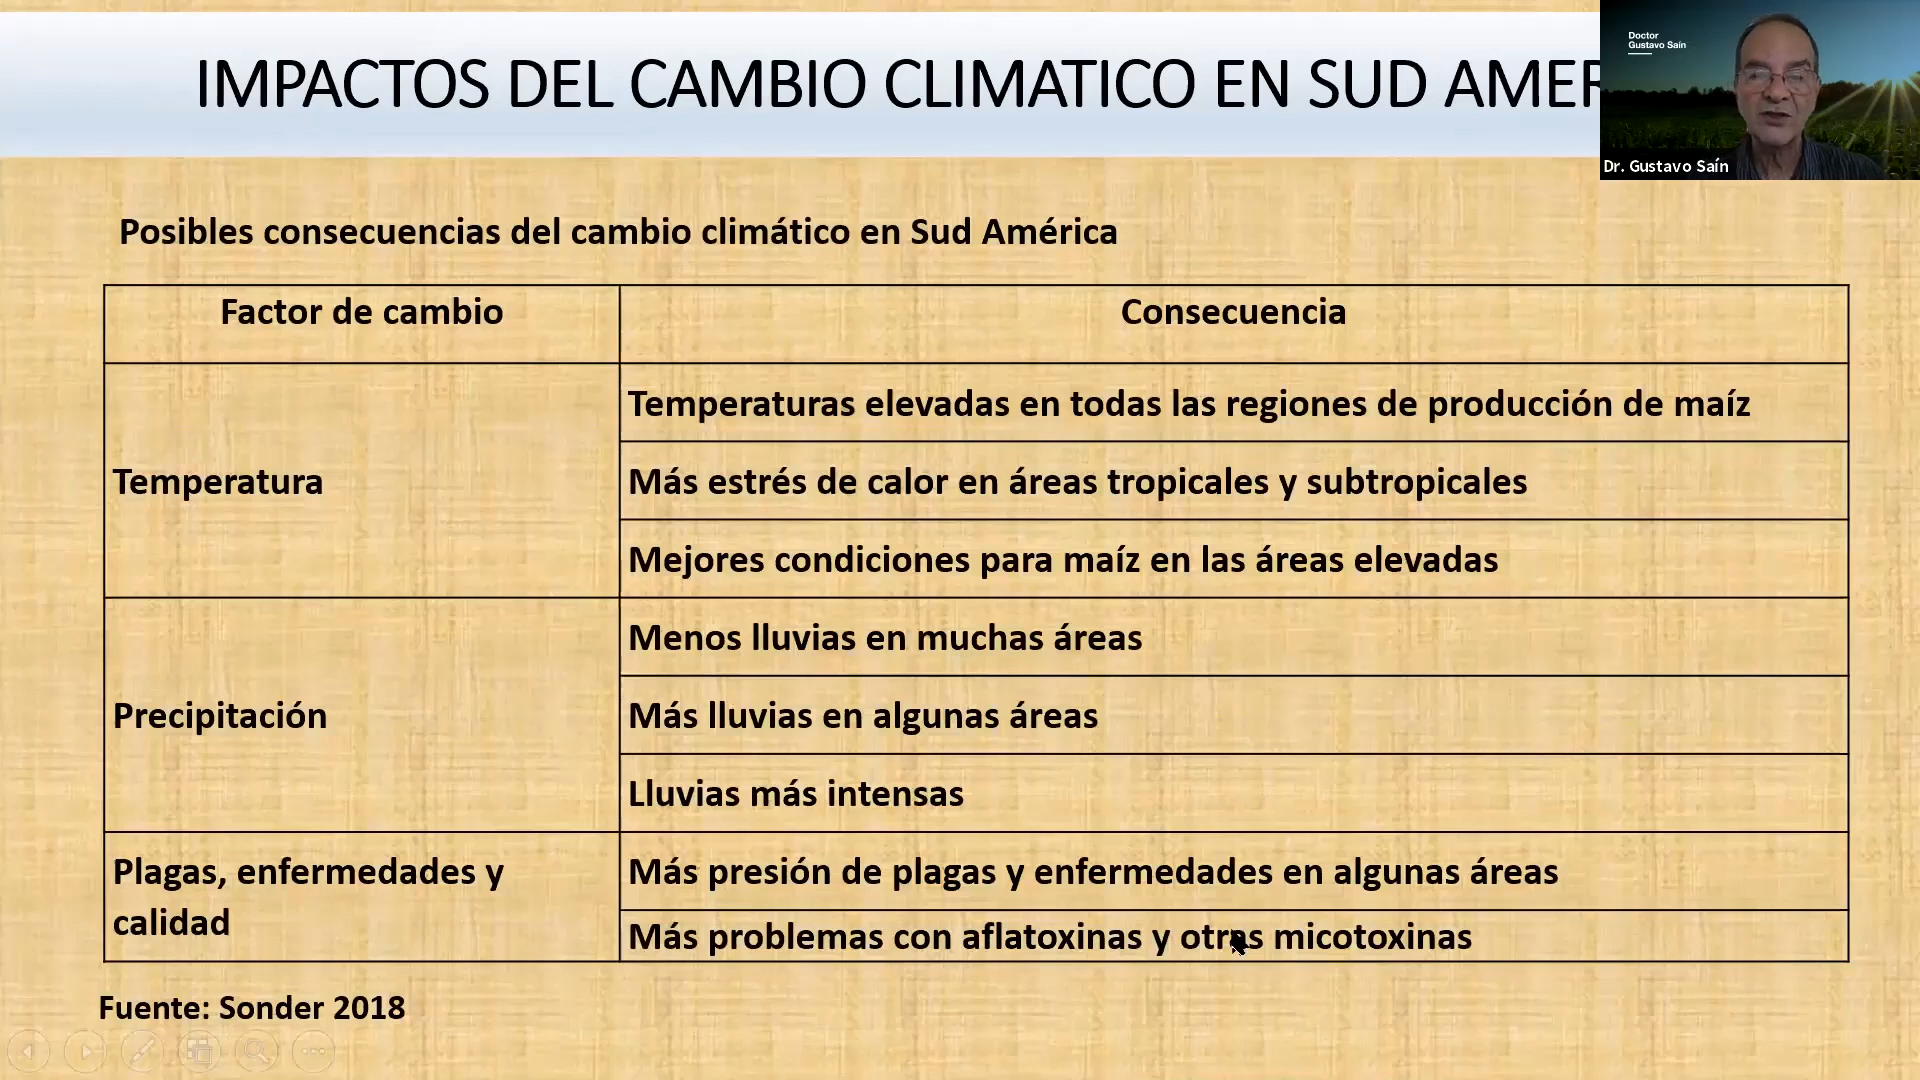 IMPACTOS DEL CAMBIO CLIMATICO EN SUD AMER
Doctor
Gustavo Saín
Dr. Gustavo Saín
Posibles consecuencias del cambio climático en Sud América
Factor de cambio
Consecuencia
Temperatura
Temperaturas elevadas en todas las regiones de producción de maíz
Más estrés de calor en áreas tropicales y subtropicales
Mejores condiciones para maíz en las áreas elevadas
Precipitación
Menos lluvias en muchas áreas
Más lluvias en algunas áreas
Lluvias más intensas
Plagas, enfermedades y
calidad
Más presión de plagas y enfermedades en algunas áreas
Más problemas con aflatoxinas y otras micotoxinas
Fuente: Sonder 2018